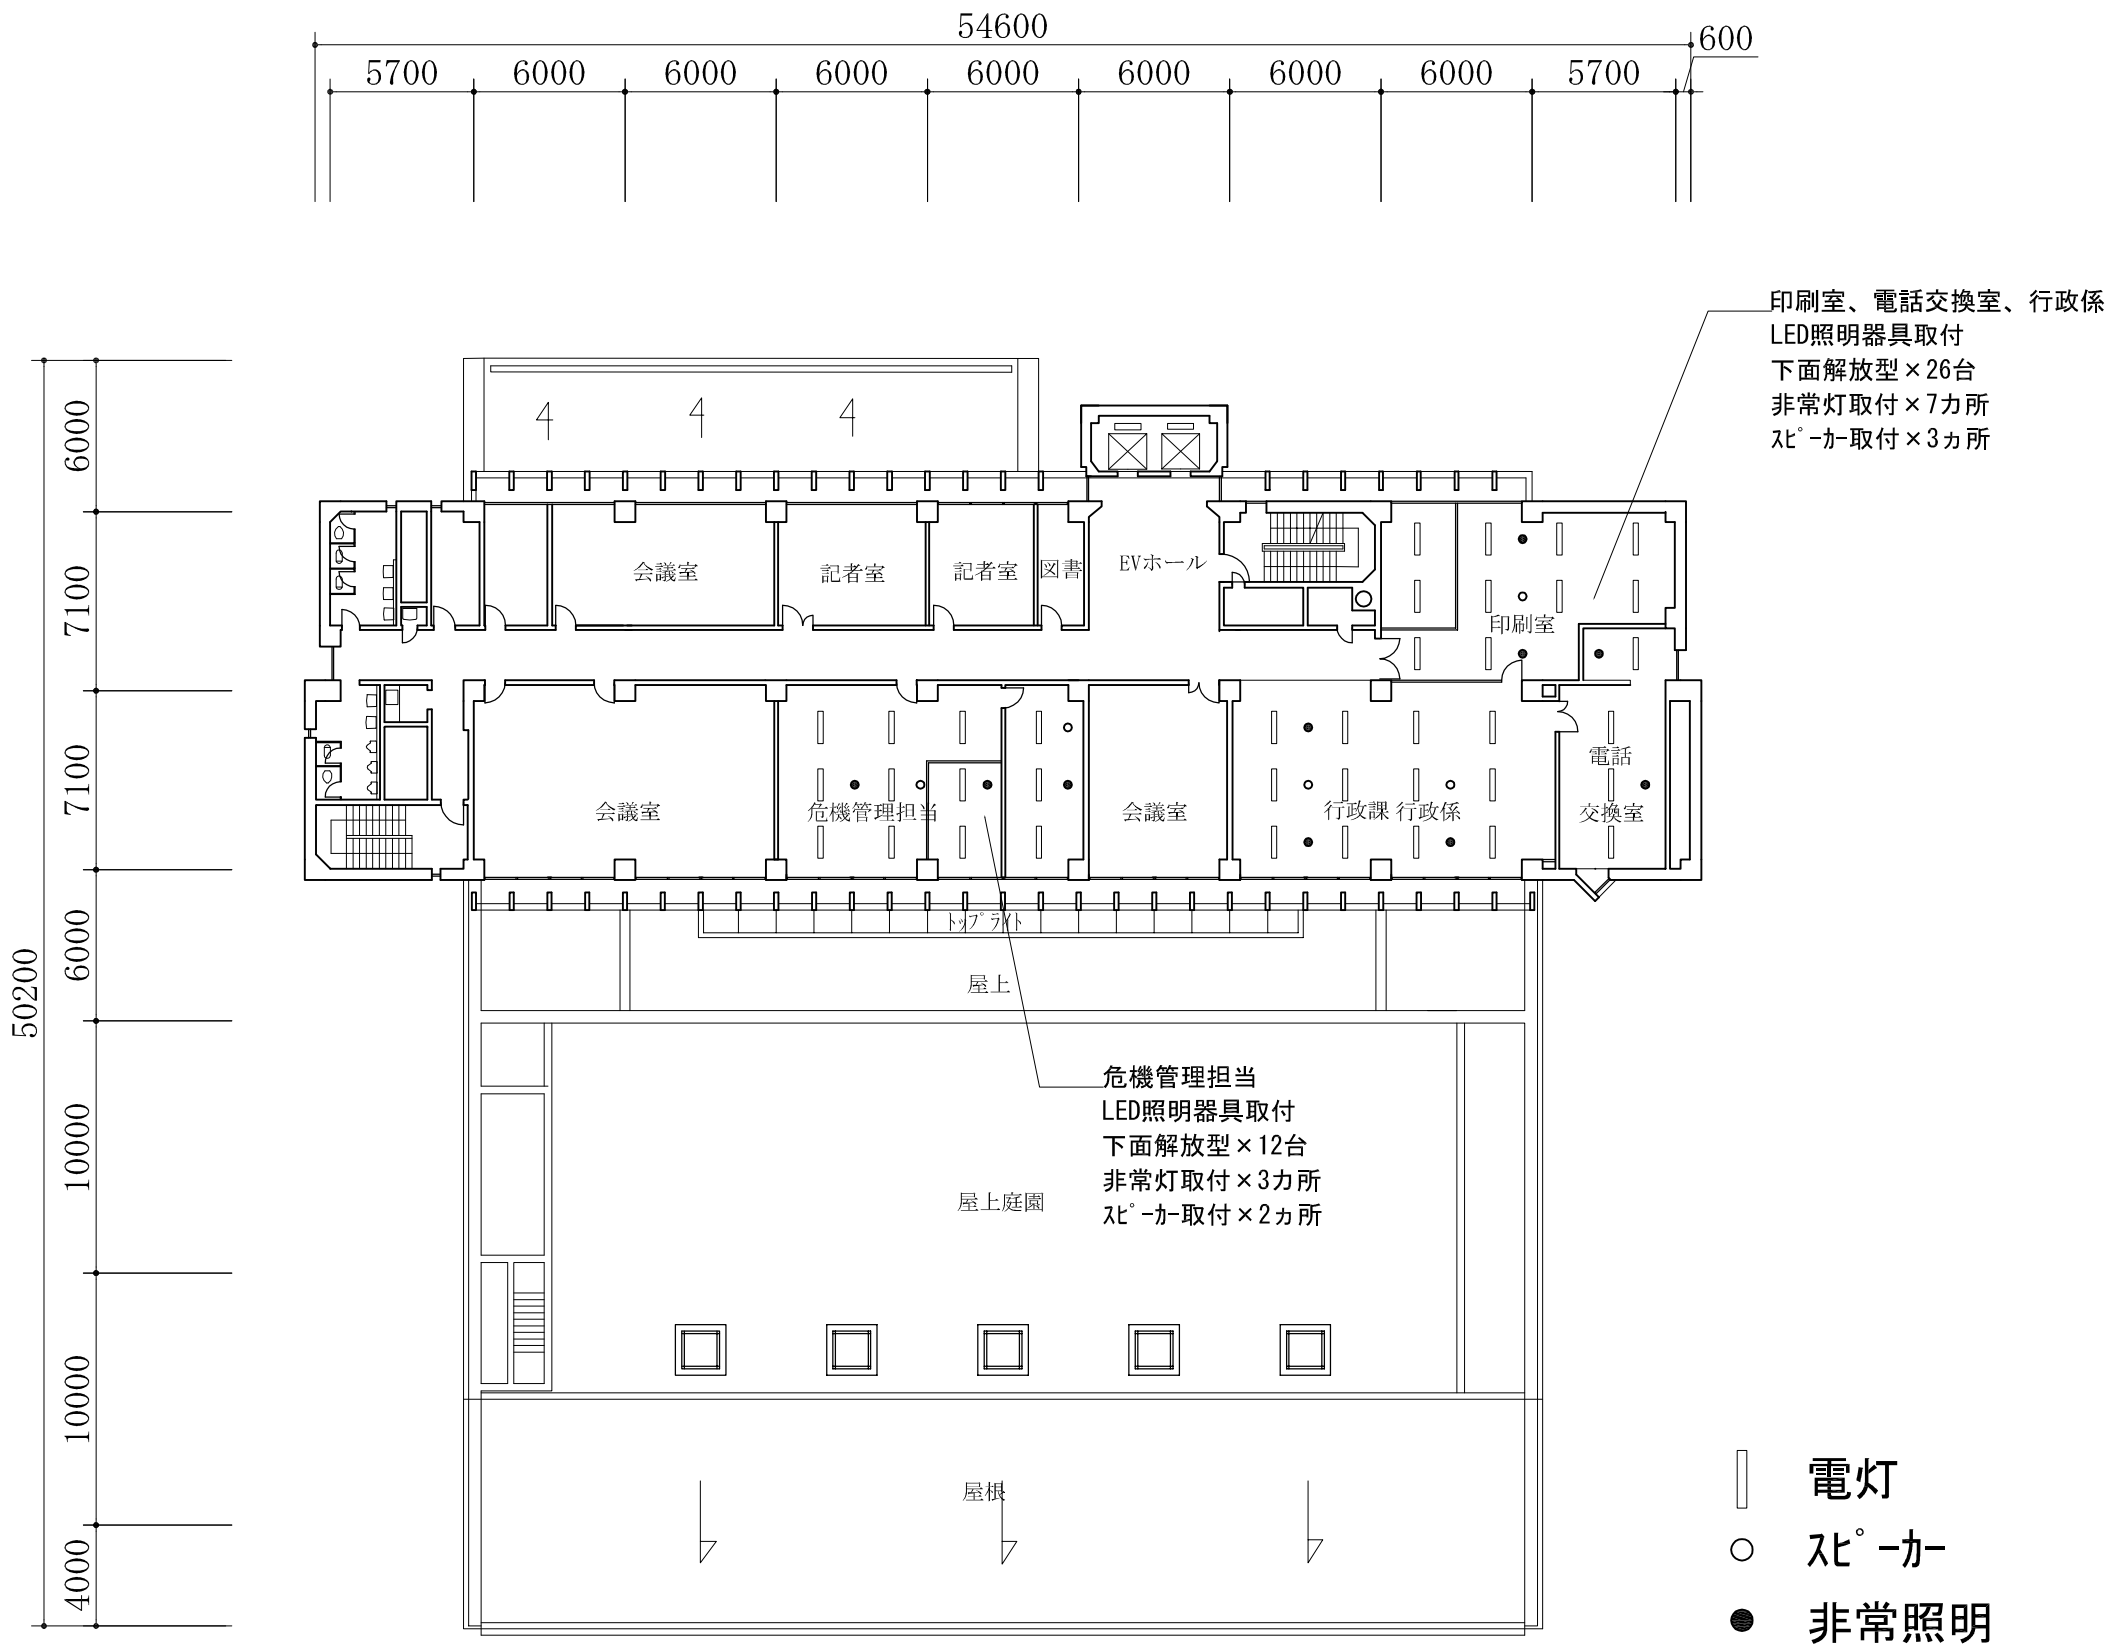 54600
600
5700 6000 6000 6000 6000 6000 6000 6000 5700
印刷室、電話交換室、行政係
LED照明器具取付
下面解放型×26台
非常灯取付×7カ所
ｽﾋﾟｰｶｰ取付×3ヵ所
50200
6000
7100
7100
6000
10000
10000
4000
会議室
記者室
記者室
図書
EVホール
印刷室
会議室
危機管理担当
会議室
行政課 行政係
電話
交換室
ﾄｯﾌﾟﾗｲﾄ
屋上
危機管理担当
LED照明器具取付
下面解放型×12台
非常灯取付×3カ所
ｽﾋﾟｰｶｰ取付×2ヵ所
屋上庭園
屋根
電灯
ｽﾋﾟｰｶｰ
非常照明